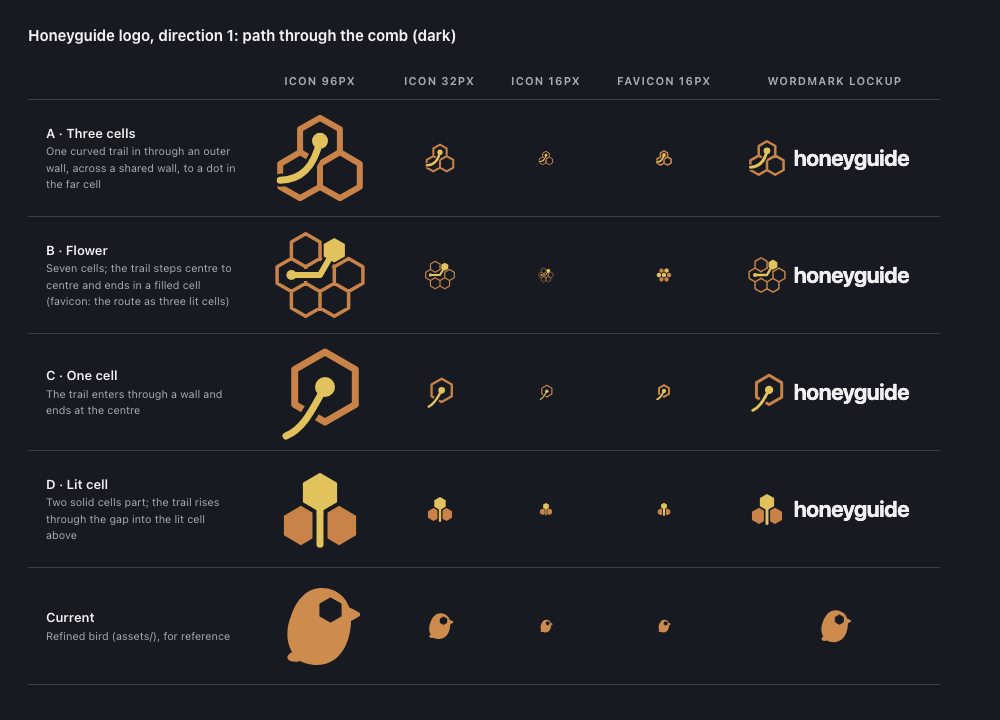 Honeyguide logo, direction 1: path through the comb (dark)
ICON 96PX ICON 32PX ICON 16PX FAVICON 16PX WORDMARK LOCKUP
A · Three cells
One curved trail in through an outer
wall, across a shared wall, to a dot in
the far cell
honeyguide
B · Flower
Seven cells; the trail steps centre to
centre and ends in a filled cell
(favicon: the route as three lit cells)
honeyguide
C · One cell
The trail enters through a wall and
ends at the centre
honeyguide
D · Lit cell
Two solid cells part; the trail rises
through the gap into the lit cell
above
honeyguide
Current
Refined bird (assets/), for reference